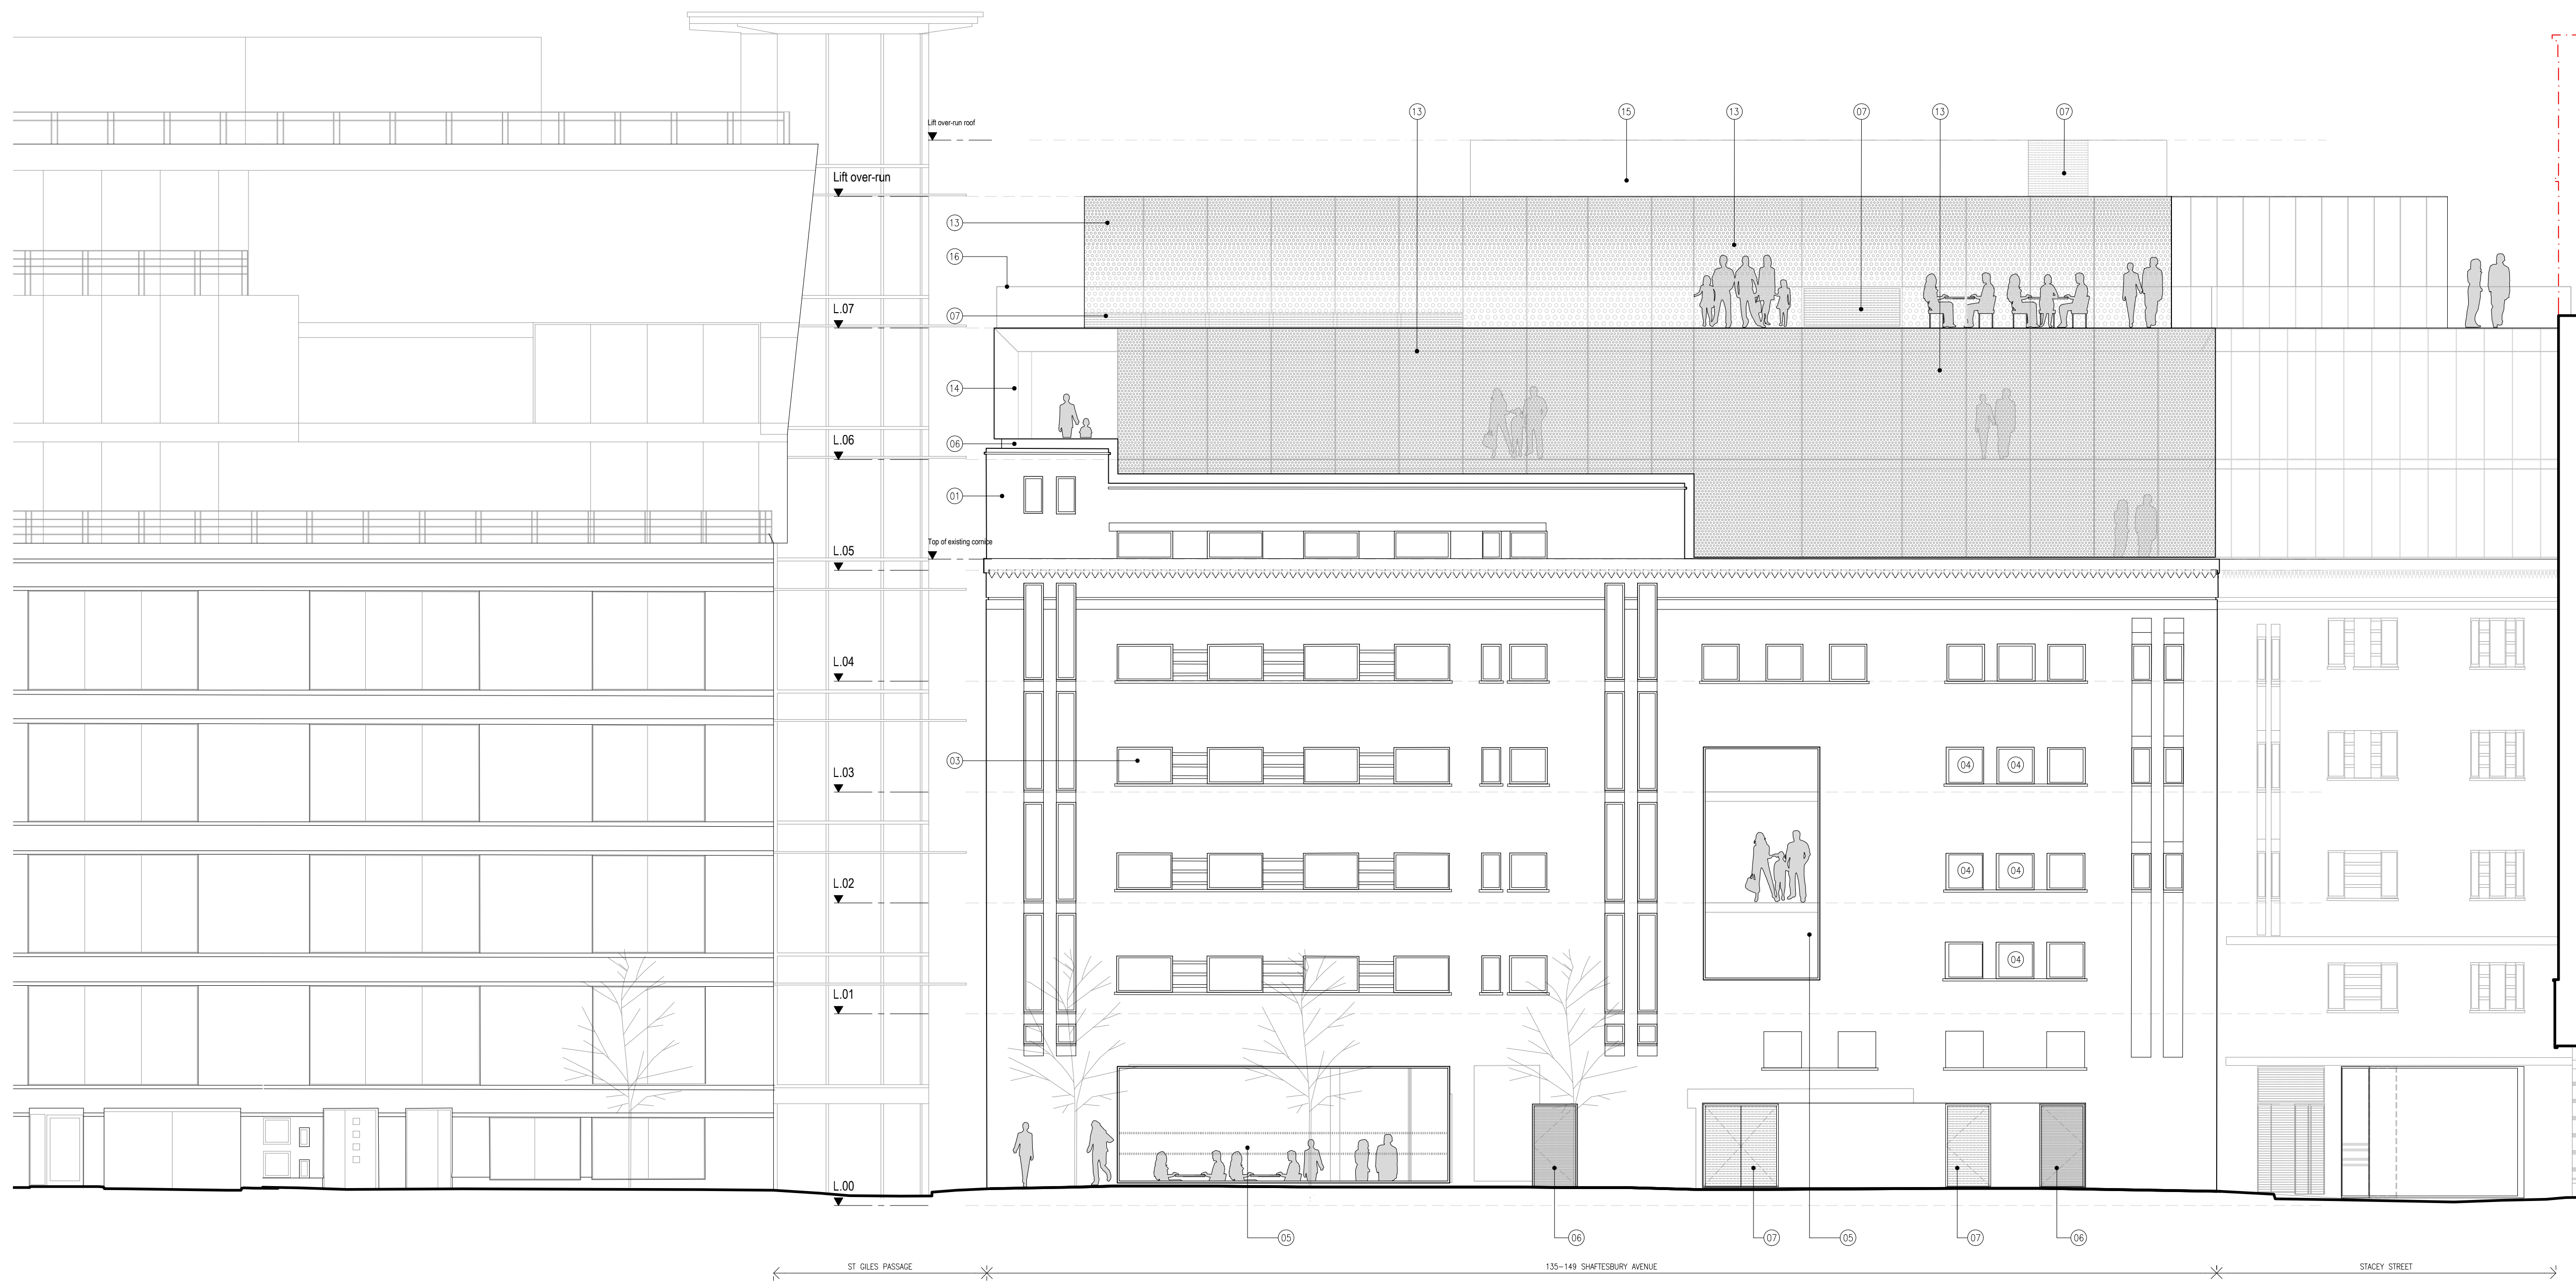 13
15
13
07
13
07
Lift over-run roof
Lift over-run
13
16
L.07
07
14
L.06
06
01
Top of existing cornice
L.05
L.04
03
04
04
L.03
04
04
L.02
04
L.01
L.00
05
06
07
05
07
06
ST GILES PASSAGE
135-149 SHAFTESBURY AVENUE
STACEY STREET